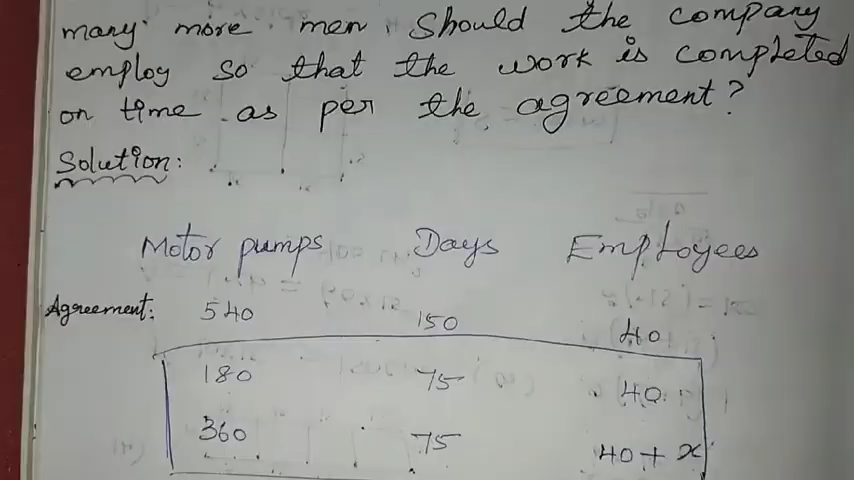 many more men should the company
employ so that the work is completed
on time as per the agreement?
Solution:
Motor pumps Days Employees
Agreement: 540 150 40
180 75 40
360 75 40 + x